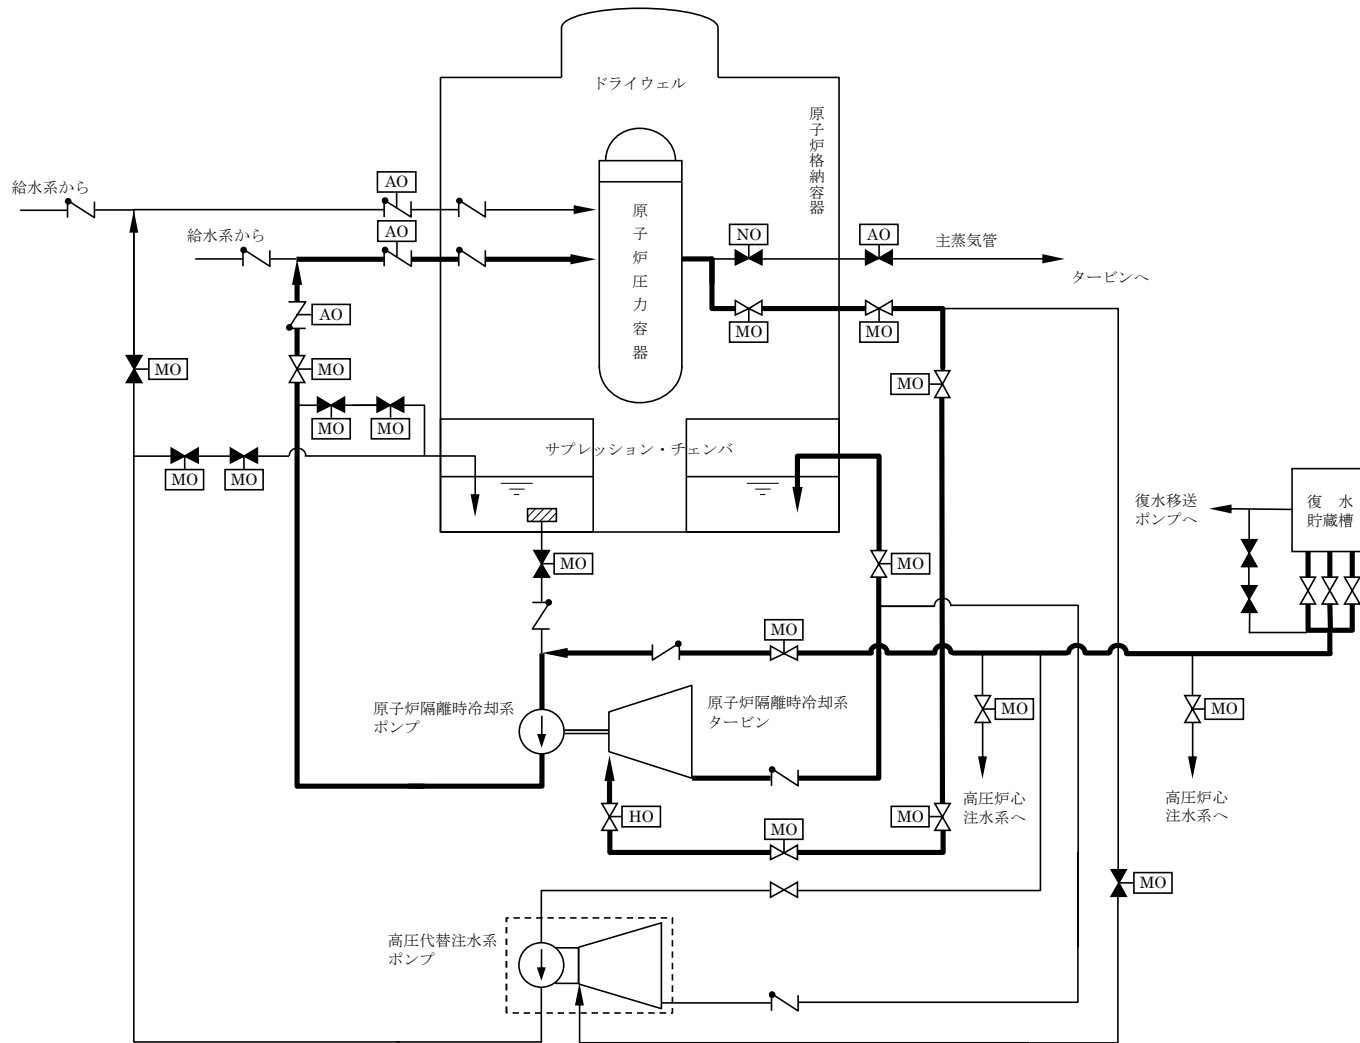 ドライウェル
原子炉格納容器
給水系から
AO
原子炉圧力容器
給水系から
AO
NO
AO
主蒸気管
タービンへ
AO
MO
MO
MO
MO
MO
MO
MO
サプレッション・チェンバ
MO
MO
復水移送
ポンプへ
復水
貯蔵槽
MO
MO
MO
原子炉隔離時冷却系
ポンプ
原子炉隔離時冷却系
タービン
MO
MO
高圧炉心
注水系へ
高圧炉心
注水系へ
HO
MO
MO
MO
高圧代替注水系
ポンプ